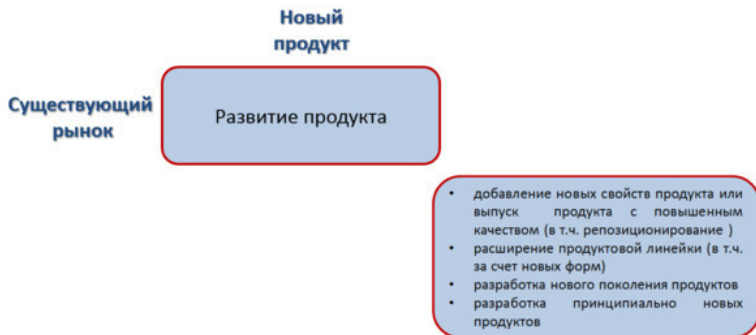 Новый
продукт
Существующий
рынок
Развитие продукта
• добавление новых свойств продукта или
выпуск продукта с повышенным
качеством (в т.ч. репозиционирование )
• расширение продуктовой линейки (в т.ч.
за счет новых форм)
• разработка нового поколения продуктов
• разработка принципиально новых
продуктов